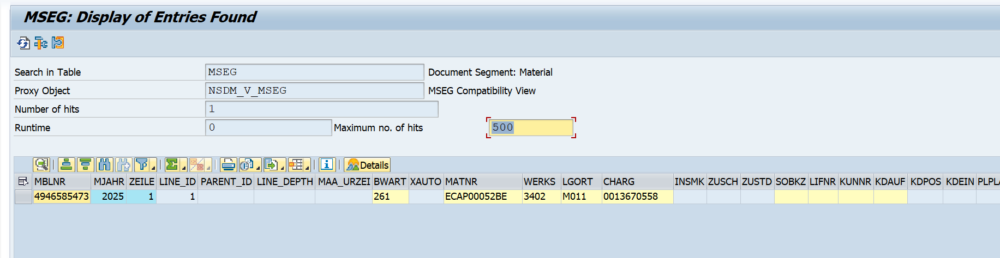 MSEG: Display of Entries Found
Search in Table MSEG Document Segment: Material
Proxy Object NSDM_V_MSEG MSEG Compatibility View
Number of hits 1
Runtime 0 Maximum no. of hits 500
Details
MBLNR MJAHR ZEILE LINE_ID PARENT_ID LINE_DEPTH MAA_URZEI BWART XAUTO MATNR WERKS LGORT CHARG INSMK ZUSCH ZUSTD SOBKZ LIFNR KUNNR KDAUF KDPOS KDEIN PLPLA
4946585473 2025 1 1 261 ECAP00052BE 3402 M011 0013670558